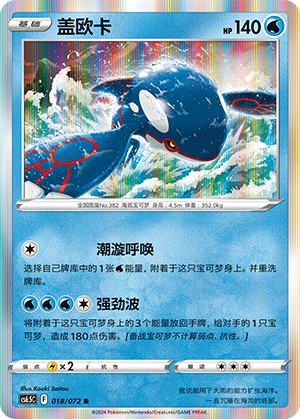 基础 盖欧卡 HP 140
全国图鉴No.382 海底宝可梦 身高：4.5m 体重：352.0kg
潮漩呼唤
选择自己牌库中的1张能量，附着于这只宝可梦身上。并重洗
牌库。
强劲波
将附着于这只宝可梦身上的3个能量放回手牌，给对手的1只
宝可梦，造成180点伤害。[备战宝可梦不计算弱点、抗性。]
弱点 ×2 抗性 撤退
Illus.Kouki Saitou
CS6.5C F 018/072 R
据说能用下大雨的能力扩张海洋。
一直沉睡在海沟的底部。
©2024 Pokémon/Nintendo/Creatures/GAME FREAK.